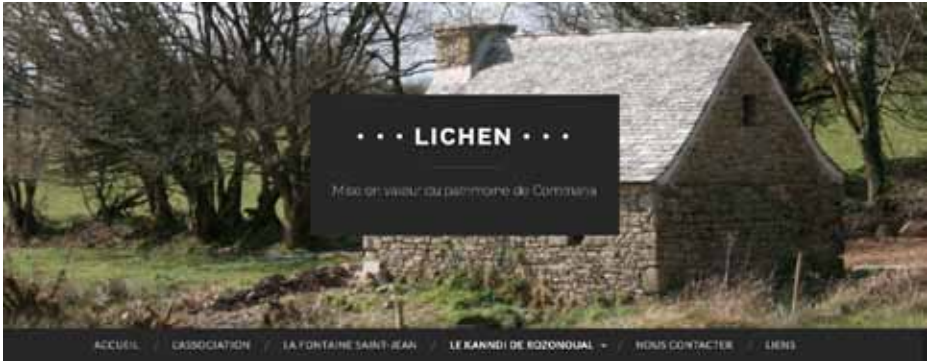 • • • LICHEN • • •
Mise en valeur du patrimoine de Commana
ACCUEIL / L'ASSOCIATION / LA FONTAINE SAINT-JEAN / LE KANNDI DE ROZONOUAL / NOUS CONTACTER / LIENS